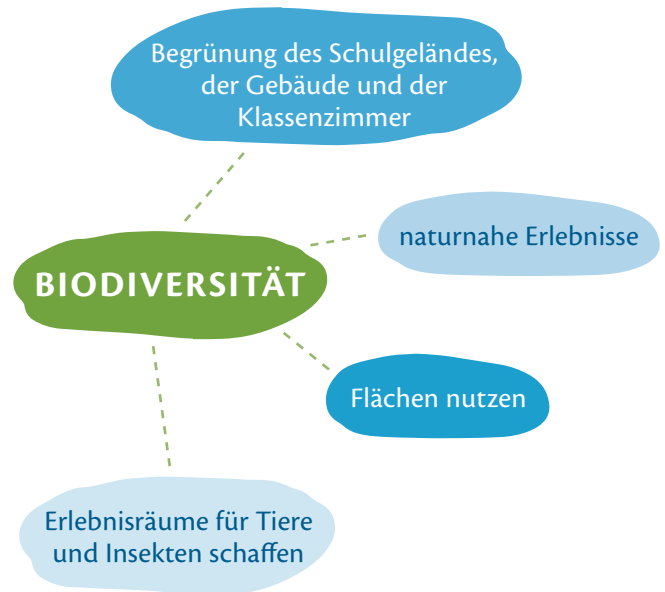 Begrünung des Schulgeländes,
der Gebäude und der
Klassenzimmer
naturnahe Erlebnisse
BIODIVERSITÄT
Flächen nutzen
Erlebnisräume für Tiere
und Insekten schaffen